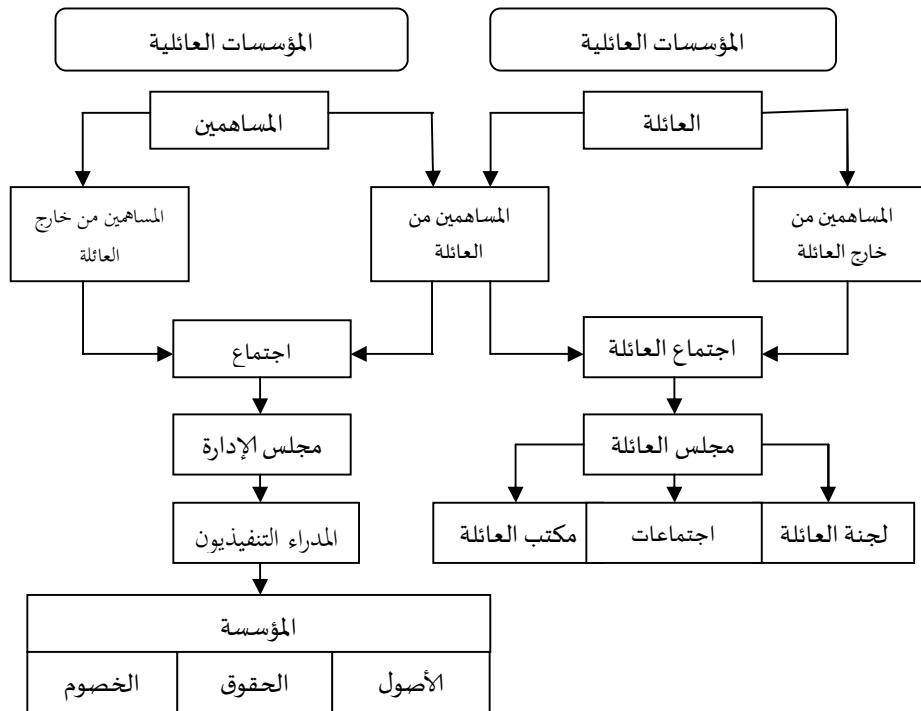 المؤسسات العائلية
المؤسسات العائلية
العائلة
المساهمين
المساهمين من
خارج العائلة
المساهمين من
العائلة
المساهمين من خارج
العائلة
اجتماع العائلة
اجتماع
مجلس العائلة
مجلس الإدارة
لجنة العائلة
اجتماعات
مكتب العائلة
المدراء التنفيذيون
المؤسسة
الأصول
الحقوق
الخصوم